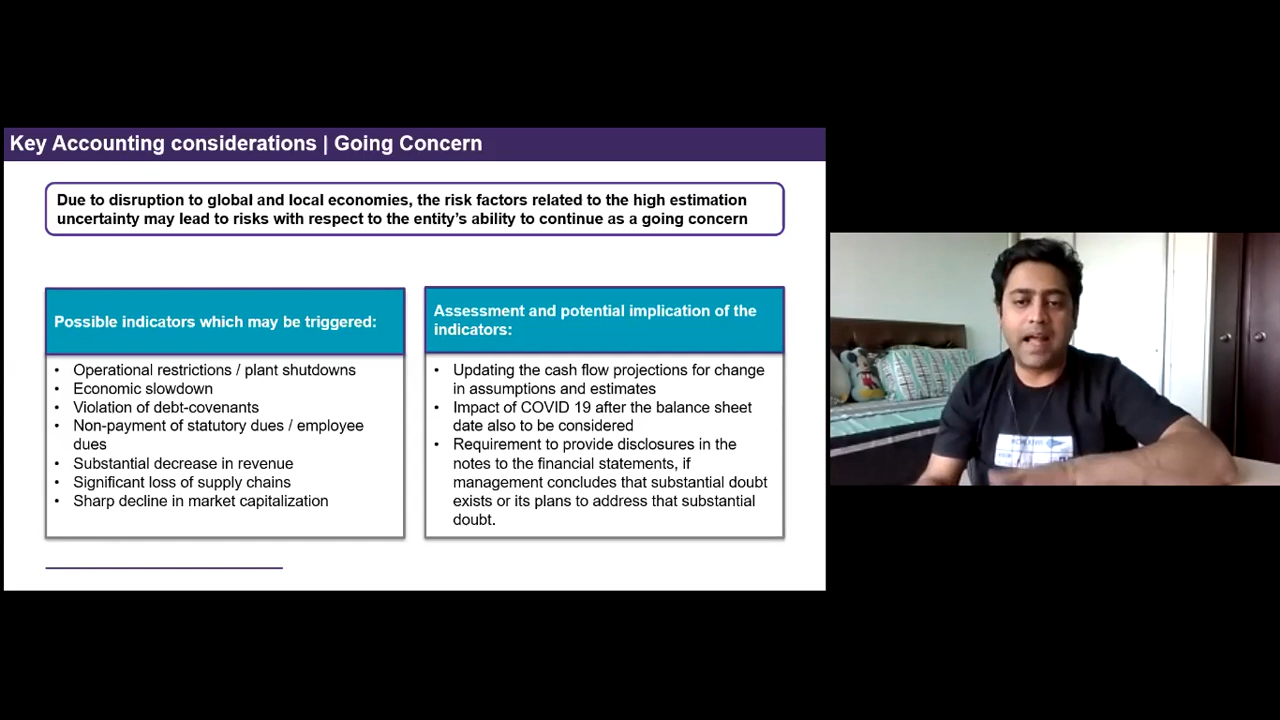 Key Accounting considerations | Going Concern
Due to disruption to global and local economies, the risk factors related to the high estimation
uncertainty may lead to risks with respect to the entity's ability to continue as a going concern
Possible indicators which may be triggered:
• Operational restrictions / plant shutdowns
• Economic slowdown
• Violation of debt-covenants
• Non-payment of statutory dues / employee
dues
• Substantial decrease in revenue
• Significant loss of supply chains
• Sharp decline in market capitalization
Assessment and potential implication of the
indicators:
• Updating the cash flow projections for change
in assumptions and estimates
• Impact of COVID 19 after the balance sheet
date also to be considered
• Requirement to provide disclosures in the
notes to the financial statements, if
management concludes that substantial doubt
exists or its plans to address that substantial
doubt.